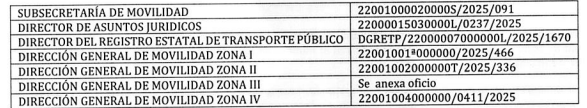 SUBSECRETARÍA DE MOVILIDAD 22001000020000S/2025/091
DIRECTOR DE ASUNTOS JURIDICOS 22000015030000L/0237/2025
DIRECTOR DEL REGISTRO ESTATAL DE TRANSPORTE PÚBLICO DGRETP/220000070000000L/2025/1670
DIRECCIÓN GENERAL DE MOVILIDAD ZONA I 22001001ª000000/2025/466
DIRECCIÓN GENERAL DE MOVILIDAD ZONA II 22001002000000T/2025/336
DIRECCIÓN GENERAL DE MOVILIDAD ZONA III Se anexa oficio
DIRECCIÓN GENERAL DE MOVILIDAD ZONA IV 22001004000000/0411/2025